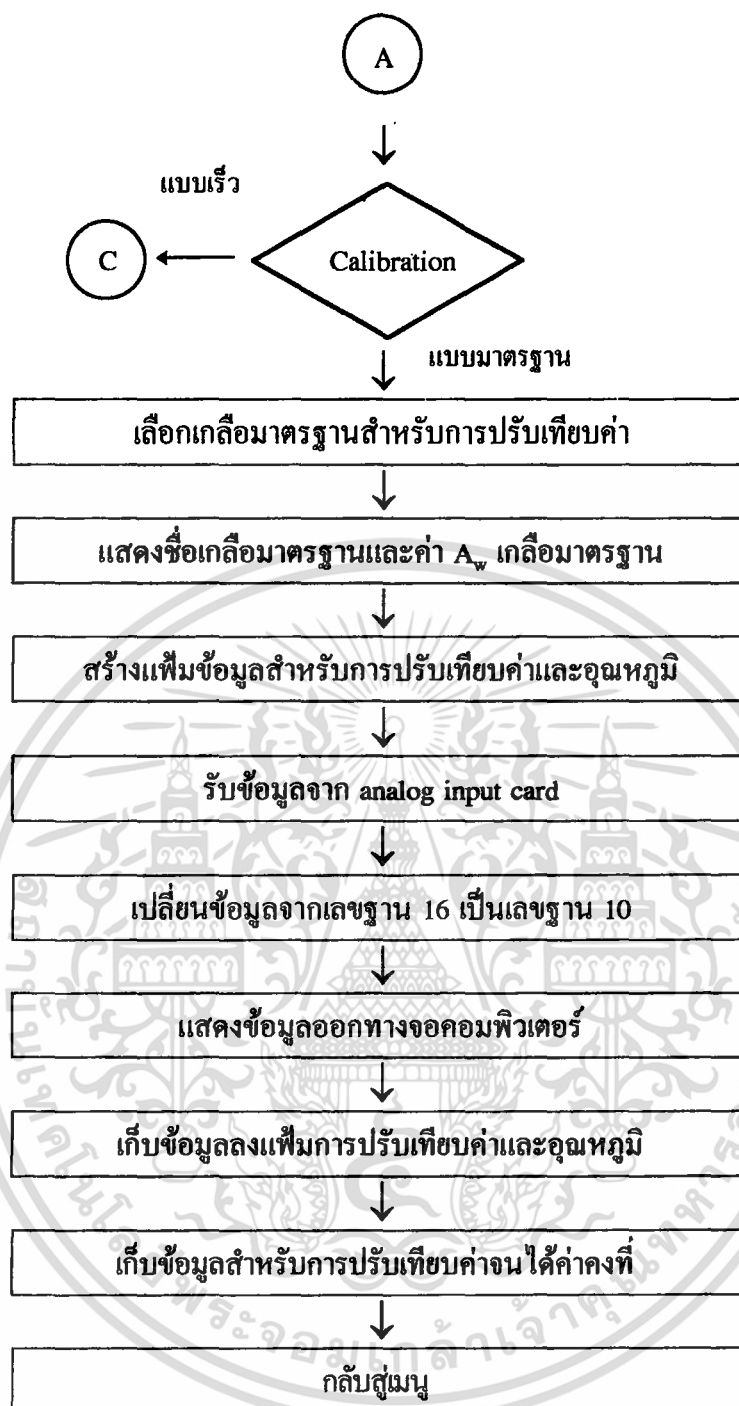 A
แบบเร็ว
C
Calibration
แบบมาตรฐาน
เลือกเกลือมาตรฐานสำหรับการปรับเทียบค่า
แสดงชื่อเกลือมาตรฐานและค่า Aw เกลือมาตรฐาน
สร้างแฟ้มข้อมูลสำหรับการปรับเทียบค่าและอุณหภูมิ
รับข้อมูลจาก analog input card
เปลี่ยนข้อมูลจากเลขฐาน 16 เป็นเลขฐาน 10
แสดงข้อมูลออกทางจอคอมพิวเตอร์
เก็บข้อมูลลงแฟ้มการปรับเทียบค่าและอุณหภูมิ
เก็บข้อมูลสำหรับการปรับเทียบค่าจนได้ค่าคงที่
กลับสู่เมนู